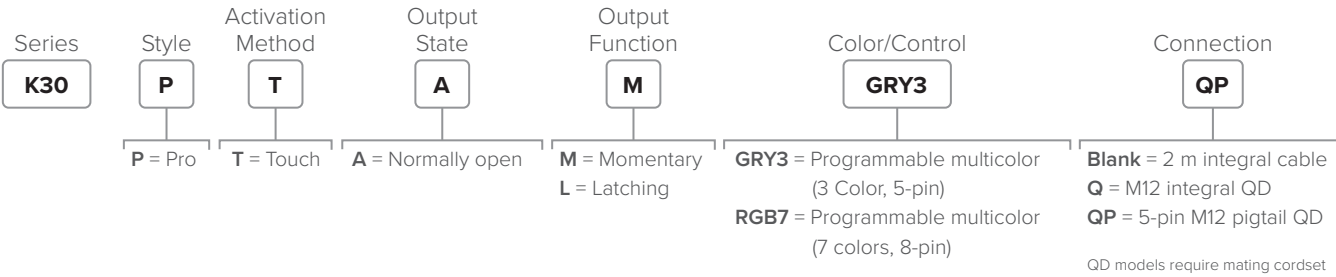 Series
Style
Activation
Method
Output
State
Output
Function
Color/Control
Connection
K30
P
T
A
M
GRY3
QP
P = Pro
T = Touch
A = Normally open
M = Momentary
L = Latching
GRY3 = Programmable multicolor
(3 Color, 5-pin)
RGB7 = Programmable multicolor
(7 colors, 8-pin)
Blank = 2 m integral cable
Q = M12 integral QD
QP = 5-pin M12 pigtail QD
QD models require mating cordset